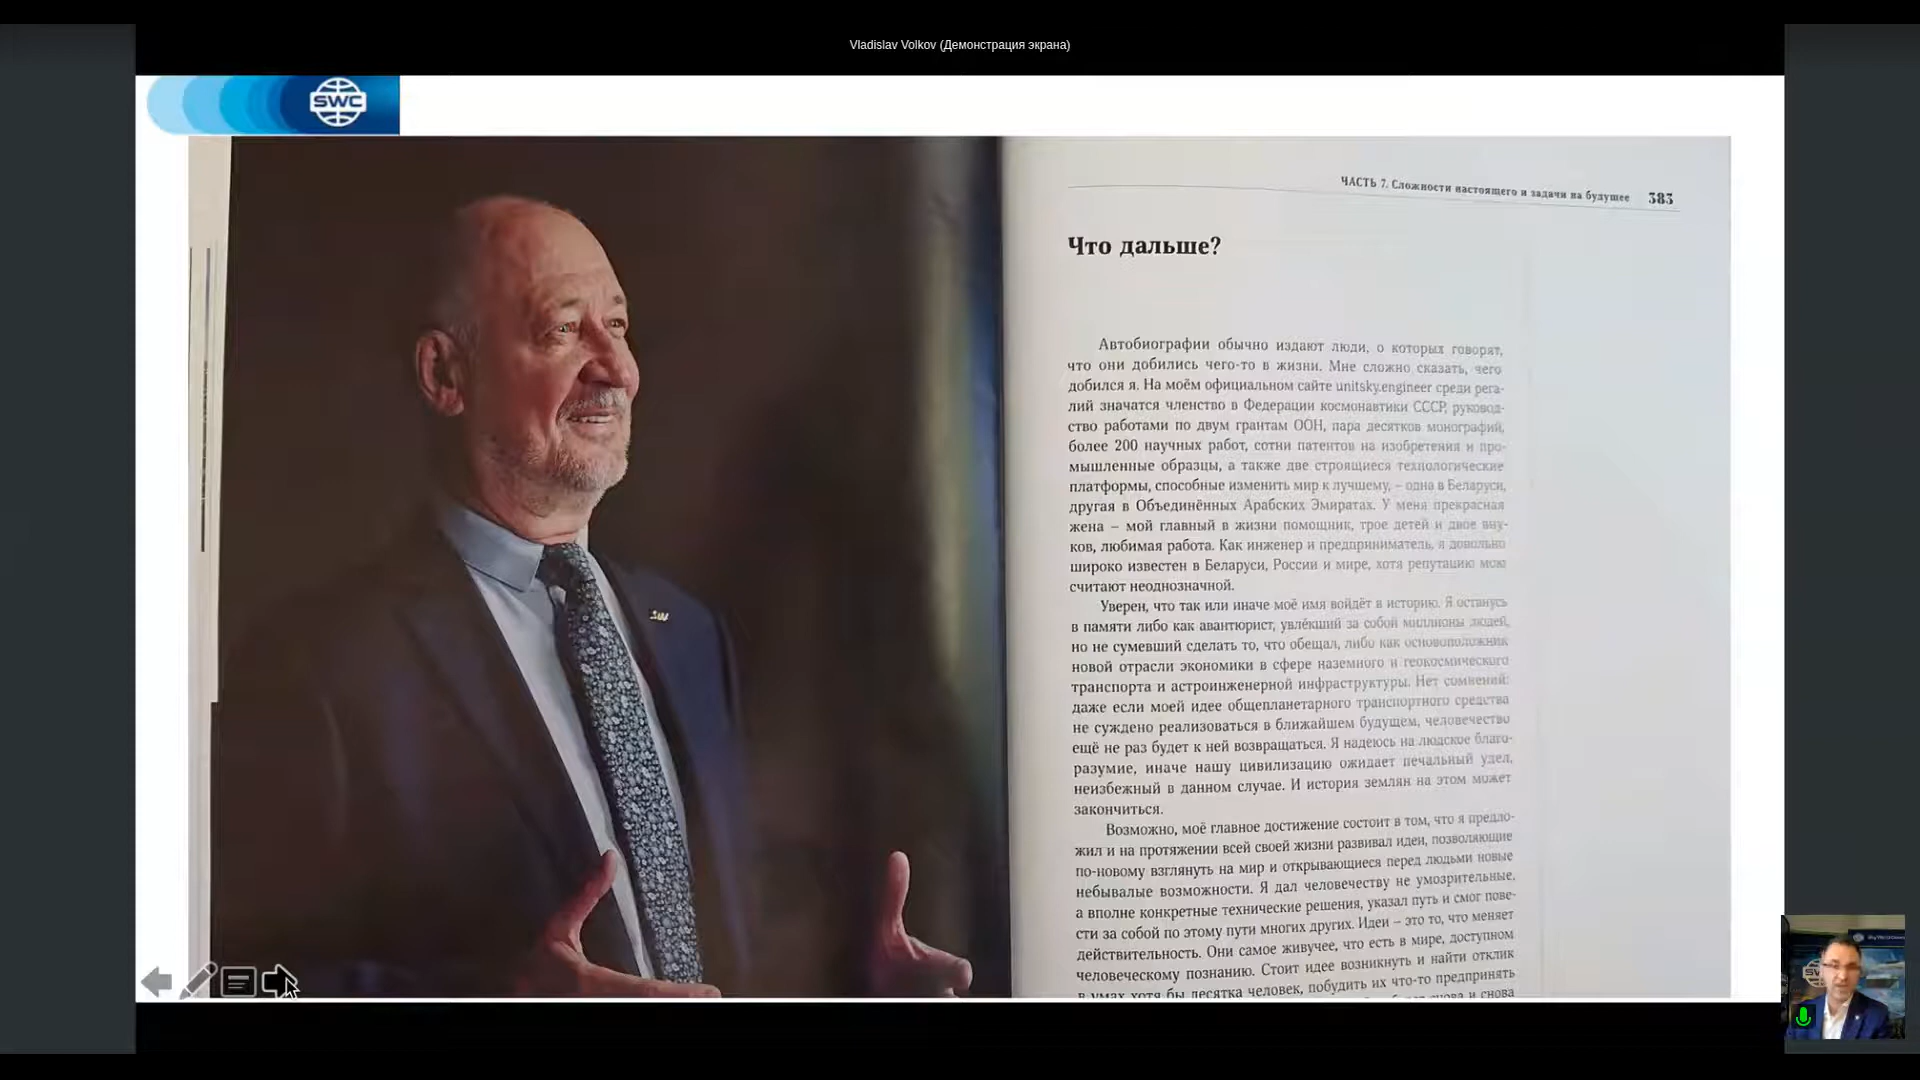 Vladislav Volkov (Демонстрация экрана)
SWC
ЧАСТЬ 7. Сложности настоящего и задачи на будущее 383
Что дальше?
Автобиографии обычно издают люди, о которых говорят,
что они добились чего-то в жизни. Мне сложно сказать, чего
добился я. На моём официальном сайте unitsky.engineer среди рега-
лий значатся членство в Федерации космонавтики СССР, руковод-
ство работами по двум грантам ООН, пара десятков монографий,
более 200 научных работ, сотни патентов на изобретения и про-
мышленные образцы, а также две строящиеся технологические
платформы, способные изменить мир к лучшему, – одна в Беларуси,
другая в Объединённых Арабских Эмиратах. У меня прекрасная
жена – мой главный в жизни помощник, трое детей и двое вну-
ков, любимая работа. Как инженер и предприниматель, я довольно
широко известен в Беларуси, России и мире, хотя репутацию мою
считают неоднозначной.
Уверен, что так или иначе моё имя войдёт в историю. Я останусь
в памяти либо как авантюрист, увлёкший за собой миллионы людей,
но не сумевший сделать то, что обещал, либо как основоположник
новой отрасли экономики в сфере наземного и геокосмического
транспорта и астроинженерной инфраструктуры. Нет сомнений:
даже если моей идее общепланетарного транспортного средства
не суждено реализоваться в ближайшем будущем, человечество
ещё не раз будет к ней возвращаться. Я надеюсь на людское благо-
разумие, иначе нашу цивилизацию ожидает печальный удел,
неизбежный в данном случае. И история землян на этом может
закончиться.
Возможно, моё главное достижение состоит в том, что я предло-
жил и на протяжении всей своей жизни развивал идеи, позволяющие
по-новому взглянуть на мир и открывающиеся перед людьми новые
небывалые возможности. Я дал человечеству не умозрительные,
а вполне конкретные технические решения, указал путь и смог пове-
сти за собой по этому пути многих других. Идеи – это то, что меняет
действительность. Они самое живучее, что есть в мире, доступном
человеческому познанию. Стоит идее возникнуть и найти отклик
в умах хотя бы десятка человек, побудить их что-то предпринять
снова и снова